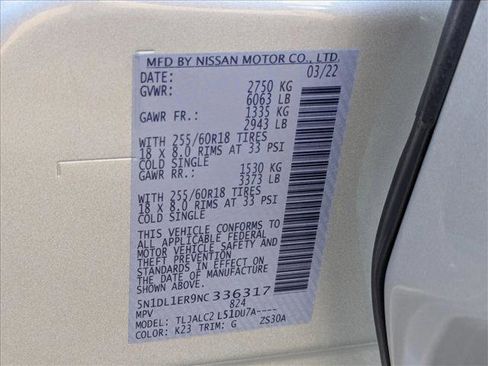 MFD BY NISSAN MOTOR CO., LTD.
DATE: 03/22
GVWR: 2750 KG
6063 LB
GAWR FR.: 1335 KG
2943 LB
WITH 255/60R18 TIRES
18 X 8.0 RIMS AT 33 PSI
COLD SINGLE
GAWR RR.: 1530 KG
3373 LB
WITH 255/60R18 TIRES
18 X 8.0 RIMS AT 33 PSI
COLD SINGLE
THIS VEHICLE CONFORMS TO
ALL APPLICABLE FEDERAL
MOTOR VEHICLE SAFETY AND
THEFT PREVENTION
STANDARDS IN EFFECT ON
THE DATE OF MANUFACTURE
SHOWN ABOVE.
5N1DL1ER9NC 336317
MPV 824
MODEL: TLJALC2 L51DU7A----
COLOR: K23 TRIM: G ZS30A